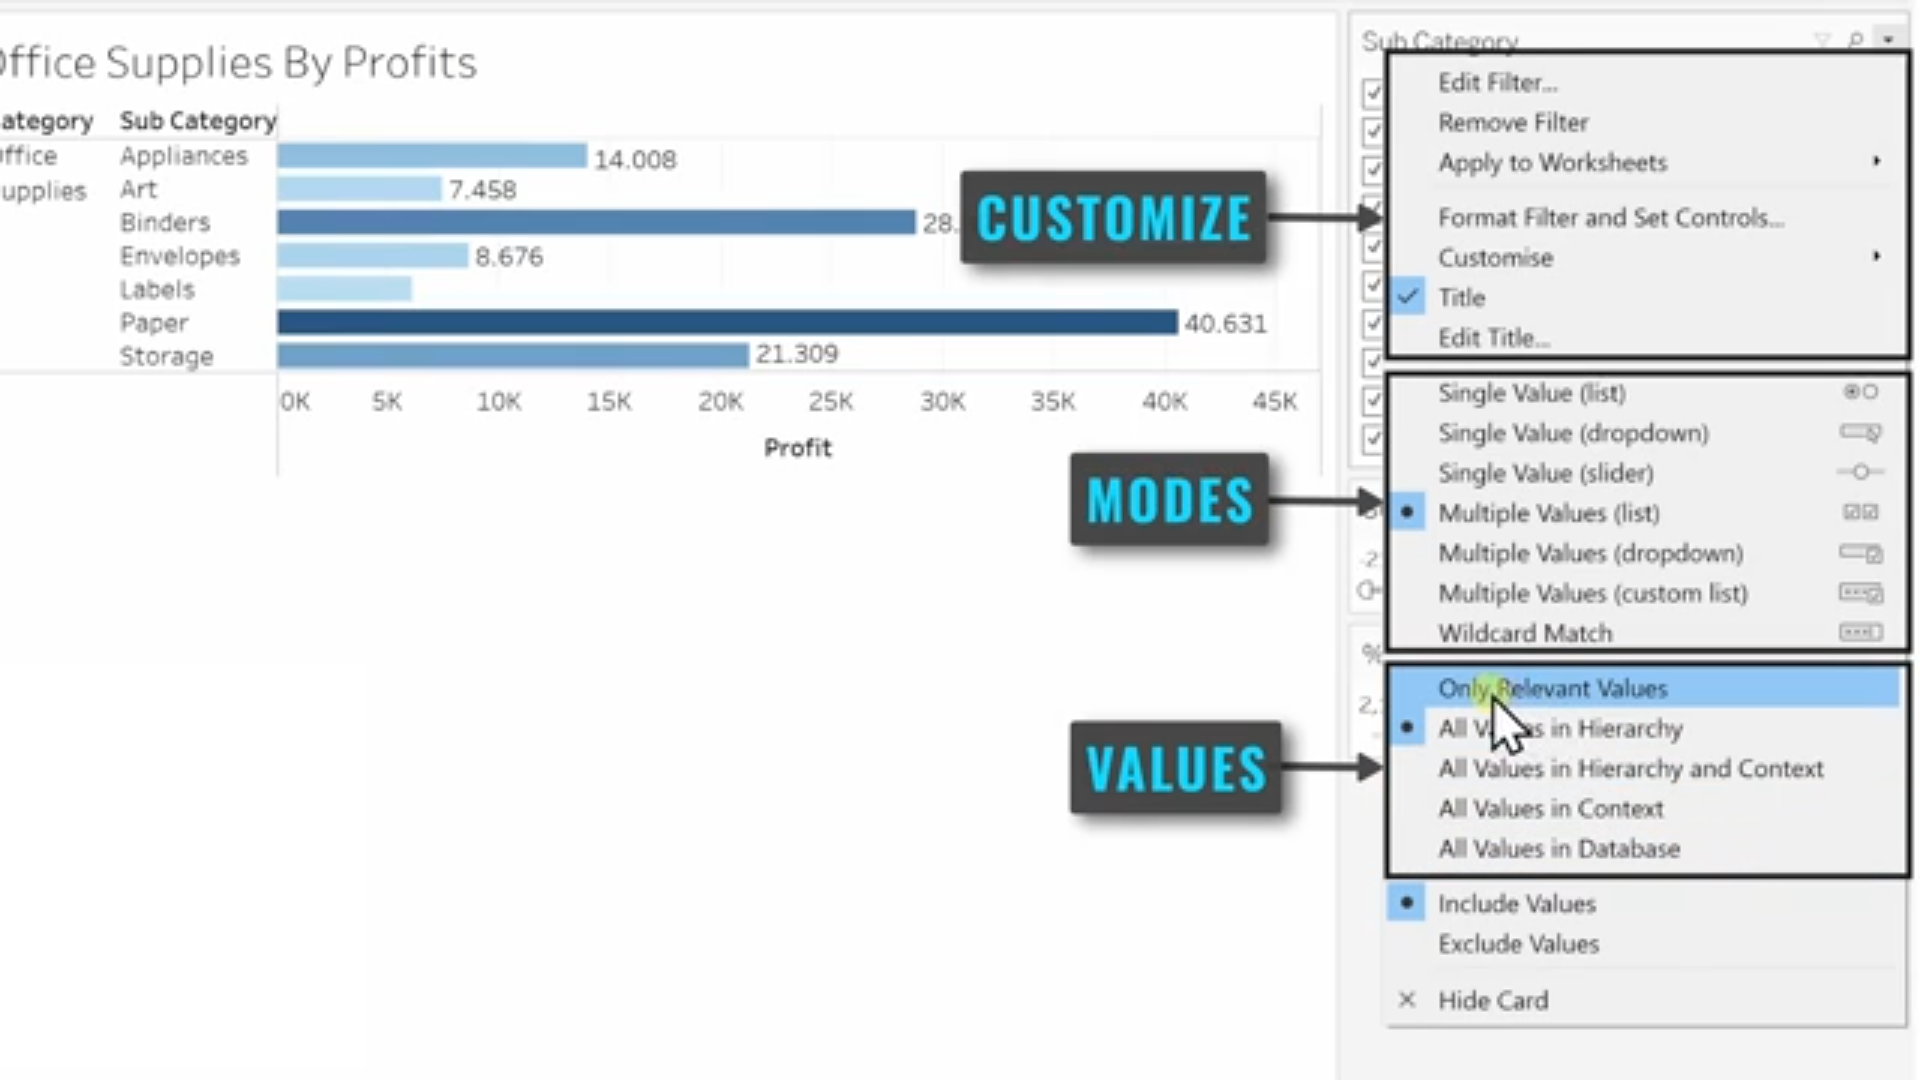 Office Supplies By Profits
ategory Sub Category
Office Appliances 14.008
upplies Art 7.458
Binders 28.
Envelopes 8.676
Labels
Paper 40.631
Storage 21.309
0K 5K 10K 15K 20K 25K 30K 35K 40K 45K
Profit
CUSTOMIZE
MODES
VALUES
Sub Category
Edit Filter...
Remove Filter
Apply to Worksheets
Format Filter and Set Controls...
Customise
Title
Edit Title...
Single Value (list)
Single Value (dropdown)
Single Value (slider)
Multiple Values (list)
Multiple Values (dropdown)
Multiple Values (custom list)
Wildcard Match
Only Relevant Values
All Values in Hierarchy
All Values in Hierarchy and Context
All Values in Context
All Values in Database
Include Values
Exclude Values
Hide Card
-2
%
2,